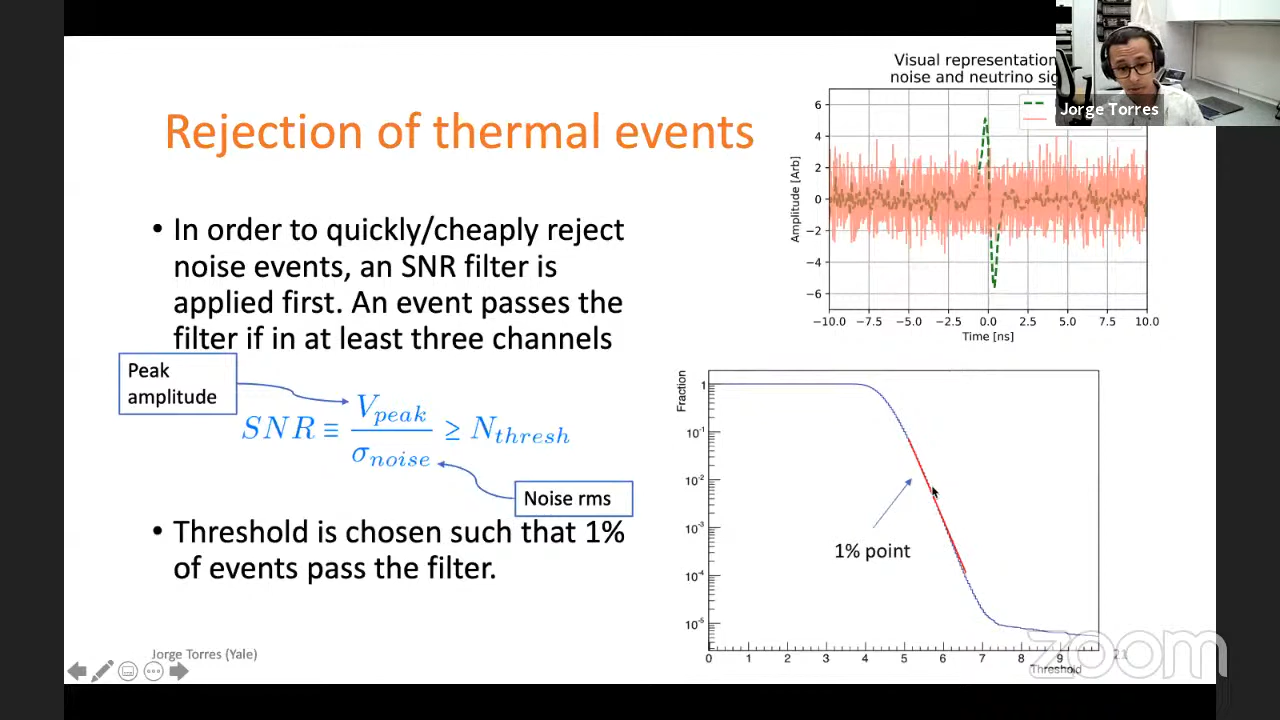 Visual representation
noise and neutrino sig
Jorge Torres
Rejection of thermal events
• In order to quickly/cheaply reject
noise events, an SNR filter is
applied first. An event passes the
filter if in at least three channels
Peak
amplitude
SNR ≡ V_peak / σ_noise ≥ N_thresh
Noise rms
• Threshold is chosen such that 1%
of events pass the filter.
Jorge Torres (Yale)
Amplitude [Arb)
6
4
2
0
−2
−4
−6
−10.0 −7.5 −5.0 −2.5 0.0 2.5 5.0 7.5 10.0
Time [ns]
Fraction
1
10⁻¹
10⁻²
10⁻³
10⁻⁴
10⁻⁵
1% point
0 1 2 3 4 5 6 7 8 9
Threshold
zoom